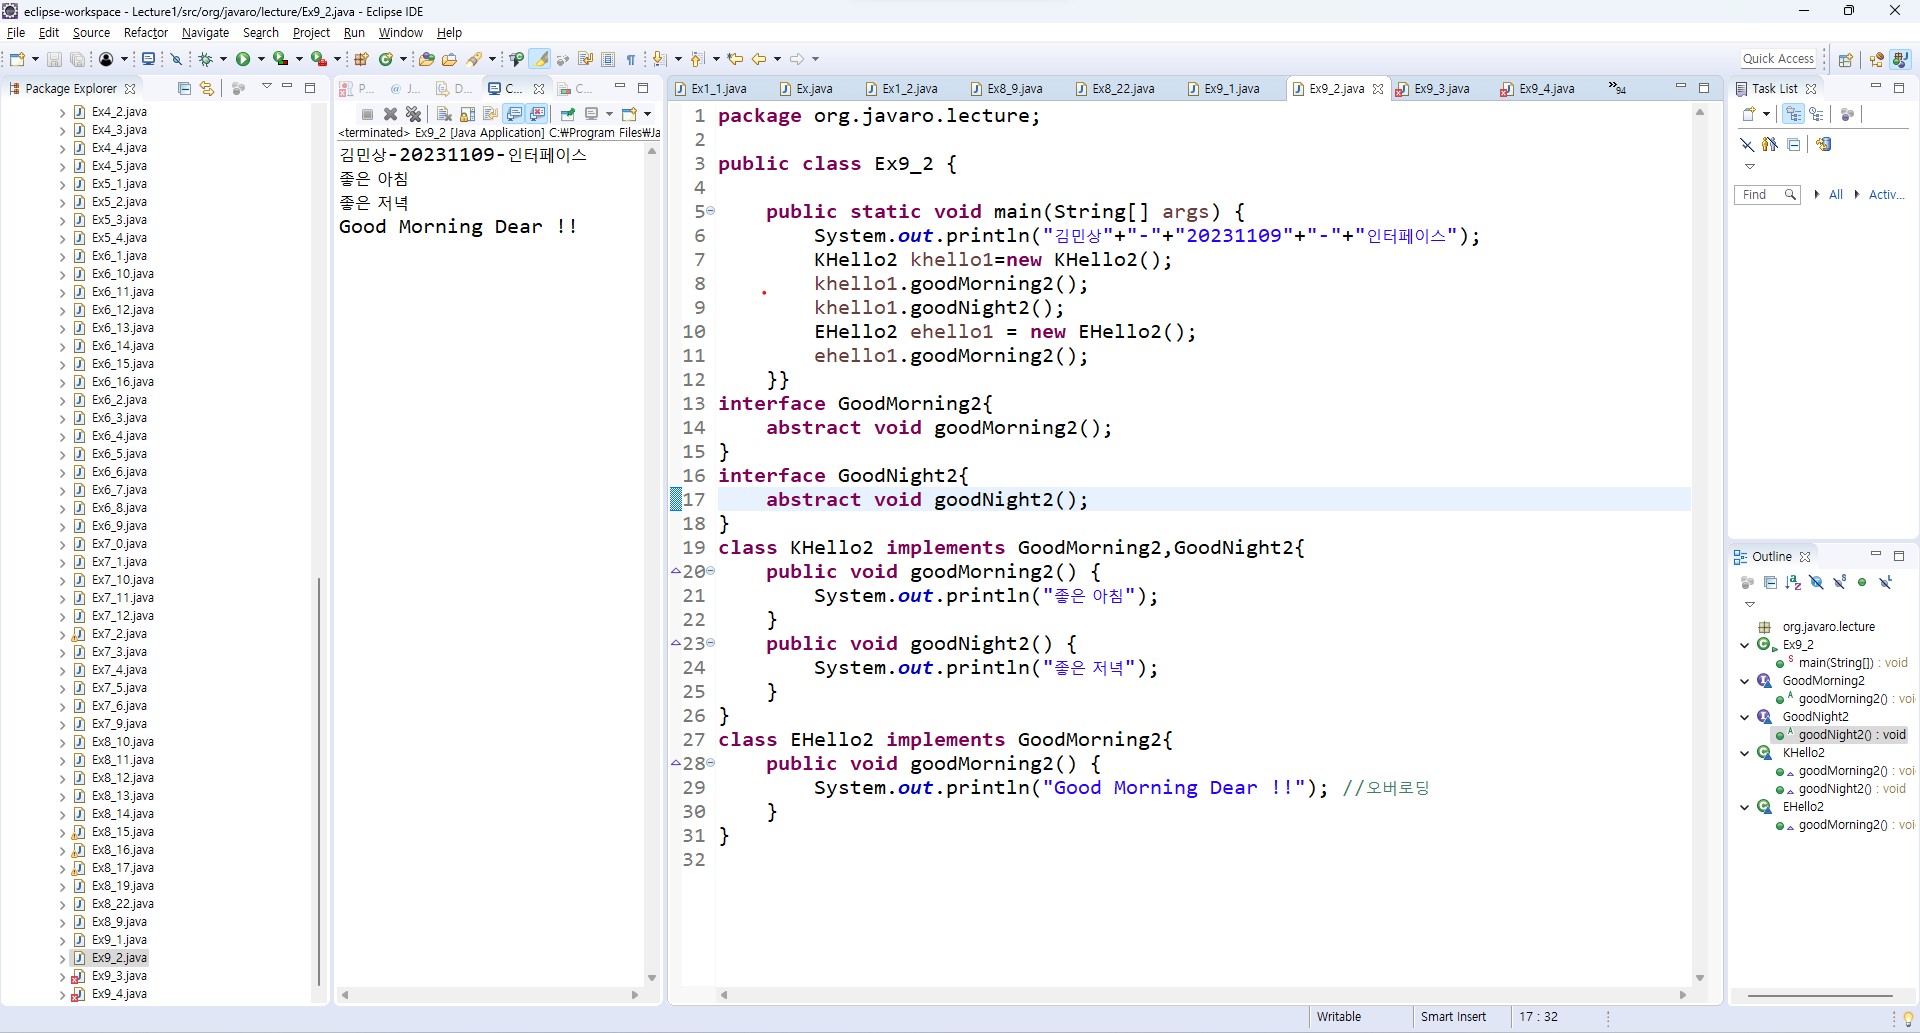 eclipse-workspace - Lecture1/src/org/javaro/lecture/Ex9_2.java - Eclipse IDE
File Edit Source Refactor Navigate Search Project Run Window Help
Quick Access
Package Explorer
Ex4_2.java
Ex4_3.java
Ex4_4.java
Ex4_5.java
Ex5_1.java
Ex5_2.java
Ex5_3.java
Ex5_4.java
Ex6_1.java
Ex6_10.java
Ex6_11.java
Ex6_12.java
Ex6_13.java
Ex6_14.java
Ex6_15.java
Ex6_16.java
Ex6_2.java
Ex6_3.java
Ex6_4.java
Ex6_5.java
Ex6_6.java
Ex6_7.java
Ex6_8.java
Ex6_9.java
Ex7_0.java
Ex7_1.java
Ex7_10.java
Ex7_11.java
Ex7_12.java
Ex7_2.java
Ex7_3.java
Ex7_4.java
Ex7_5.java
Ex7_6.java
Ex7_9.java
Ex8_10.java
Ex8_11.java
Ex8_12.java
Ex8_13.java
Ex8_14.java
Ex8_15.java
Ex8_16.java
Ex8_17.java
Ex8_19.java
Ex8_22.java
Ex8_9.java
Ex9_1.java
Ex9_2.java
Ex9_3.java
Ex9_4.java
P... @ J... D... C... C...
<terminated> Ex9_2 [Java Application] C:₩Program Files₩Ja
김민상-20231109-인터페이스
좋은 아침
좋은 저녁
Good Morning Dear !!
Ex1_1.java Ex.java Ex1_2.java Ex8_9.java Ex8_22.java Ex9_1.java Ex9_2.java Ex9_3.java Ex9_4.java »94
1 package org.javaro.lecture;
2
3 public class Ex9_2 {
4
5 public static void main(String[] args) {
6 System.out.println("김민상"+"-"+"20231109"+"-"+"인터페이스");
7 KHello2 khello1=new KHello2();
8 khello1.goodMorning2();
9 khello1.goodNight2();
10 EHello2 ehello1 = new EHello2();
11 ehello1.goodMorning2();
12 }}
13 interface GoodMorning2{
14 abstract void goodMorning2();
15 }
16 interface GoodNight2{
17 abstract void goodNight2();
18 }
19 class KHello2 implements GoodMorning2,GoodNight2{
20 public void goodMorning2() {
21 System.out.println("좋은 아침");
22 }
23 public void goodNight2() {
24 System.out.println("좋은 저녁");
25 }
26 }
27 class EHello2 implements GoodMorning2{
28 public void goodMorning2() {
29 System.out.println("Good Morning Dear !!"); //오버로딩
30 }
31 }
32
Task List
Find All Activ...
Outline
org.javaro.lecture
Ex9_2
main(String[]) : void
GoodMorning2
goodMorning2() : voi
GoodNight2
goodNight2() : void
KHello2
goodMorning2() : voi
goodNight2() : void
EHello2
goodMorning2() : voi
Writable Smart Insert 17 : 32